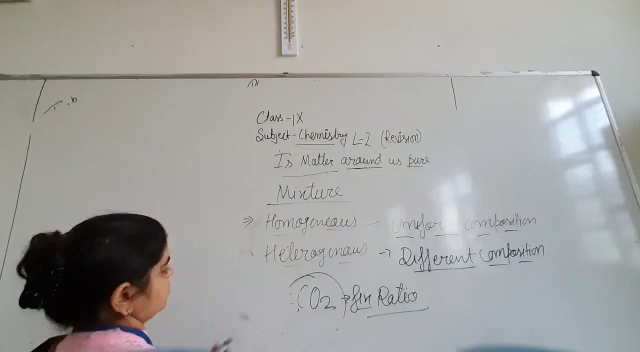 Class-IX
Subject-Chemistry L-2 (Revision)
Is Matter around us pure
Mixture
⇒ Homogeneous → Uniform composition
Heterogenous → Different composition
CO2 → fix Ratio